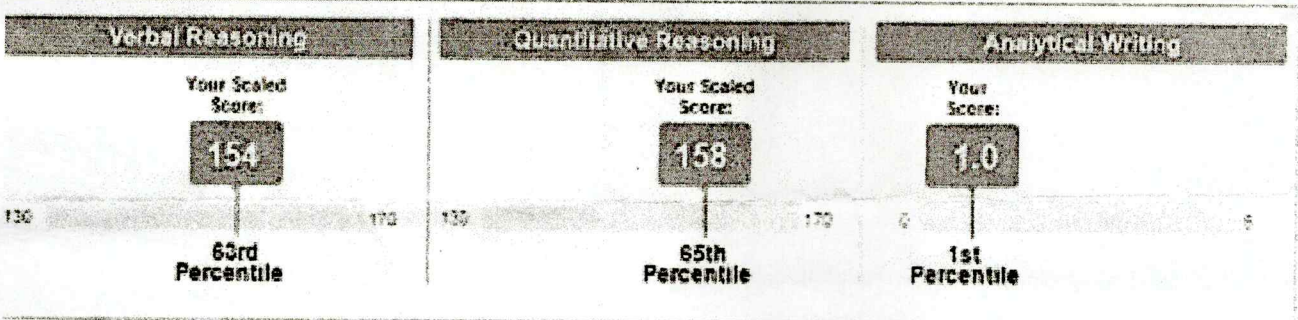 Verbal Reasoning
Your Scaled
Score:
154
130
170
63rd
Percentile
Quantitative Reasoning
Your Scaled
Score:
158
130
170
65th
Percentile
Analytical Writing
Your
Score:
1.0
0
6
1st
Percentile